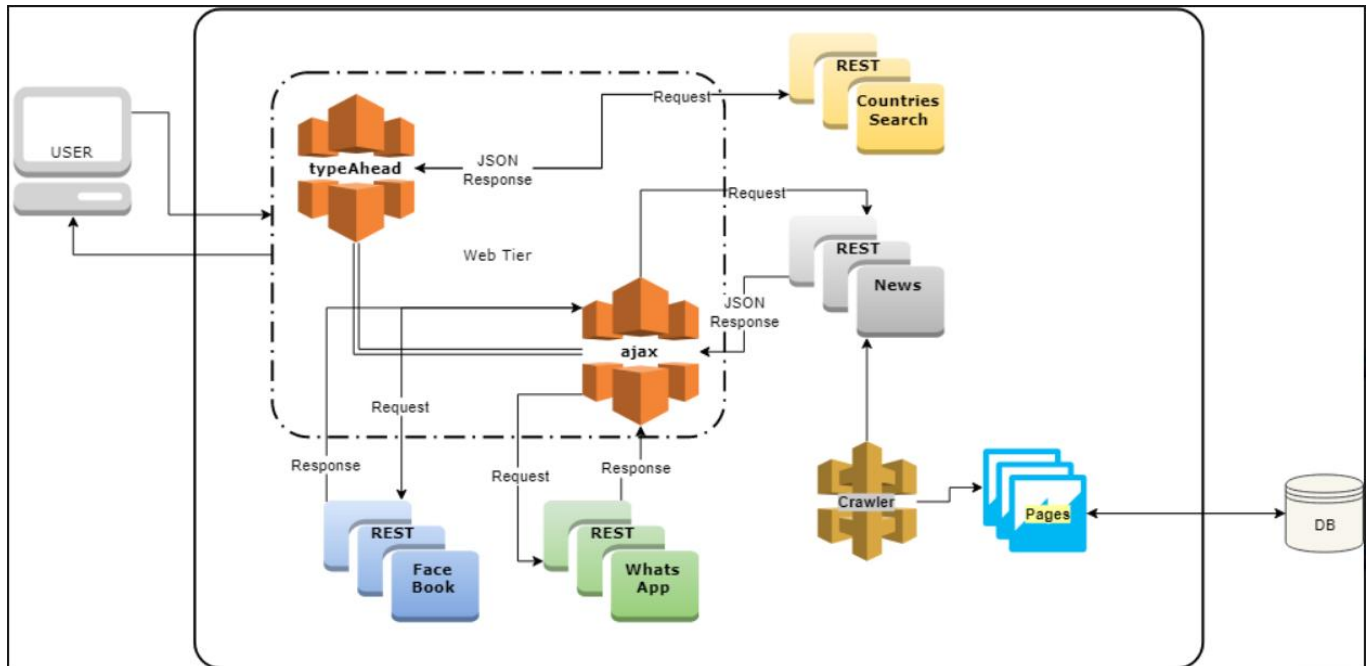 USER
typeAhead
JSON
Response
Request
REST
Countries
Search
Web Tier
Request
REST
News
JSON
Response
ajax
Request
Response
Request
Response
REST
Face
Book
REST
Whats
App
Crawler
Pages
DB